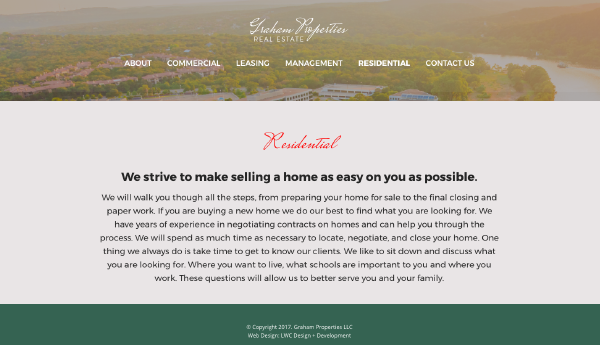 Graham Properties
REAL ESTATE
ABOUT COMMERCIAL LEASING MANAGEMENT RESIDENTIAL CONTACT US
Residential
We strive to make selling a home as easy on you as possible.
We will walk you though all the steps, from preparing your home for sale to the final closing and
paper work. If you are buying a new home we do our best to find what you are looking for. We
have years of experience in negotiating contracts on homes and can help you through the
process. We will spend as much time as necessary to locate, negotiate, and close your home. One
thing we always do is take time to get to know our clients. We like to sit down and discuss what
you are looking for. Where you want to live, what schools are important to you and where you
work. These questions will allow us to better serve you and your family.
© Copyright 2017. Graham Properties LLC
Web Design: LWC Design + Development